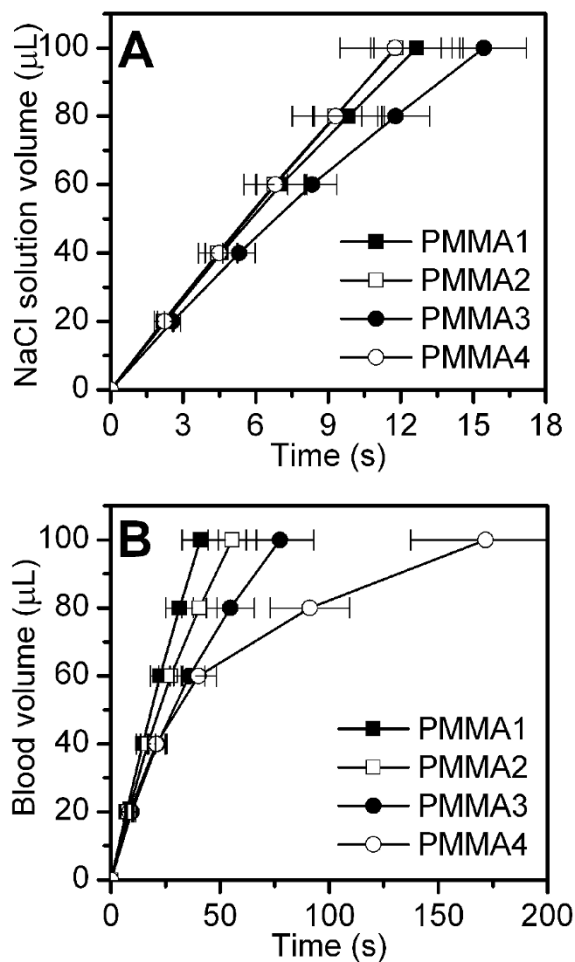 A
NaCl solution volume (μL)
100
80
60
40
20
0
PMMA1
PMMA2
PMMA3
PMMA4
0 3 6 9 12 15 18
Time (s)
B
Blood volume (μL)
100
80
60
40
20
0
PMMA1
PMMA2
PMMA3
PMMA4
0 50 100 150 200
Time (s)